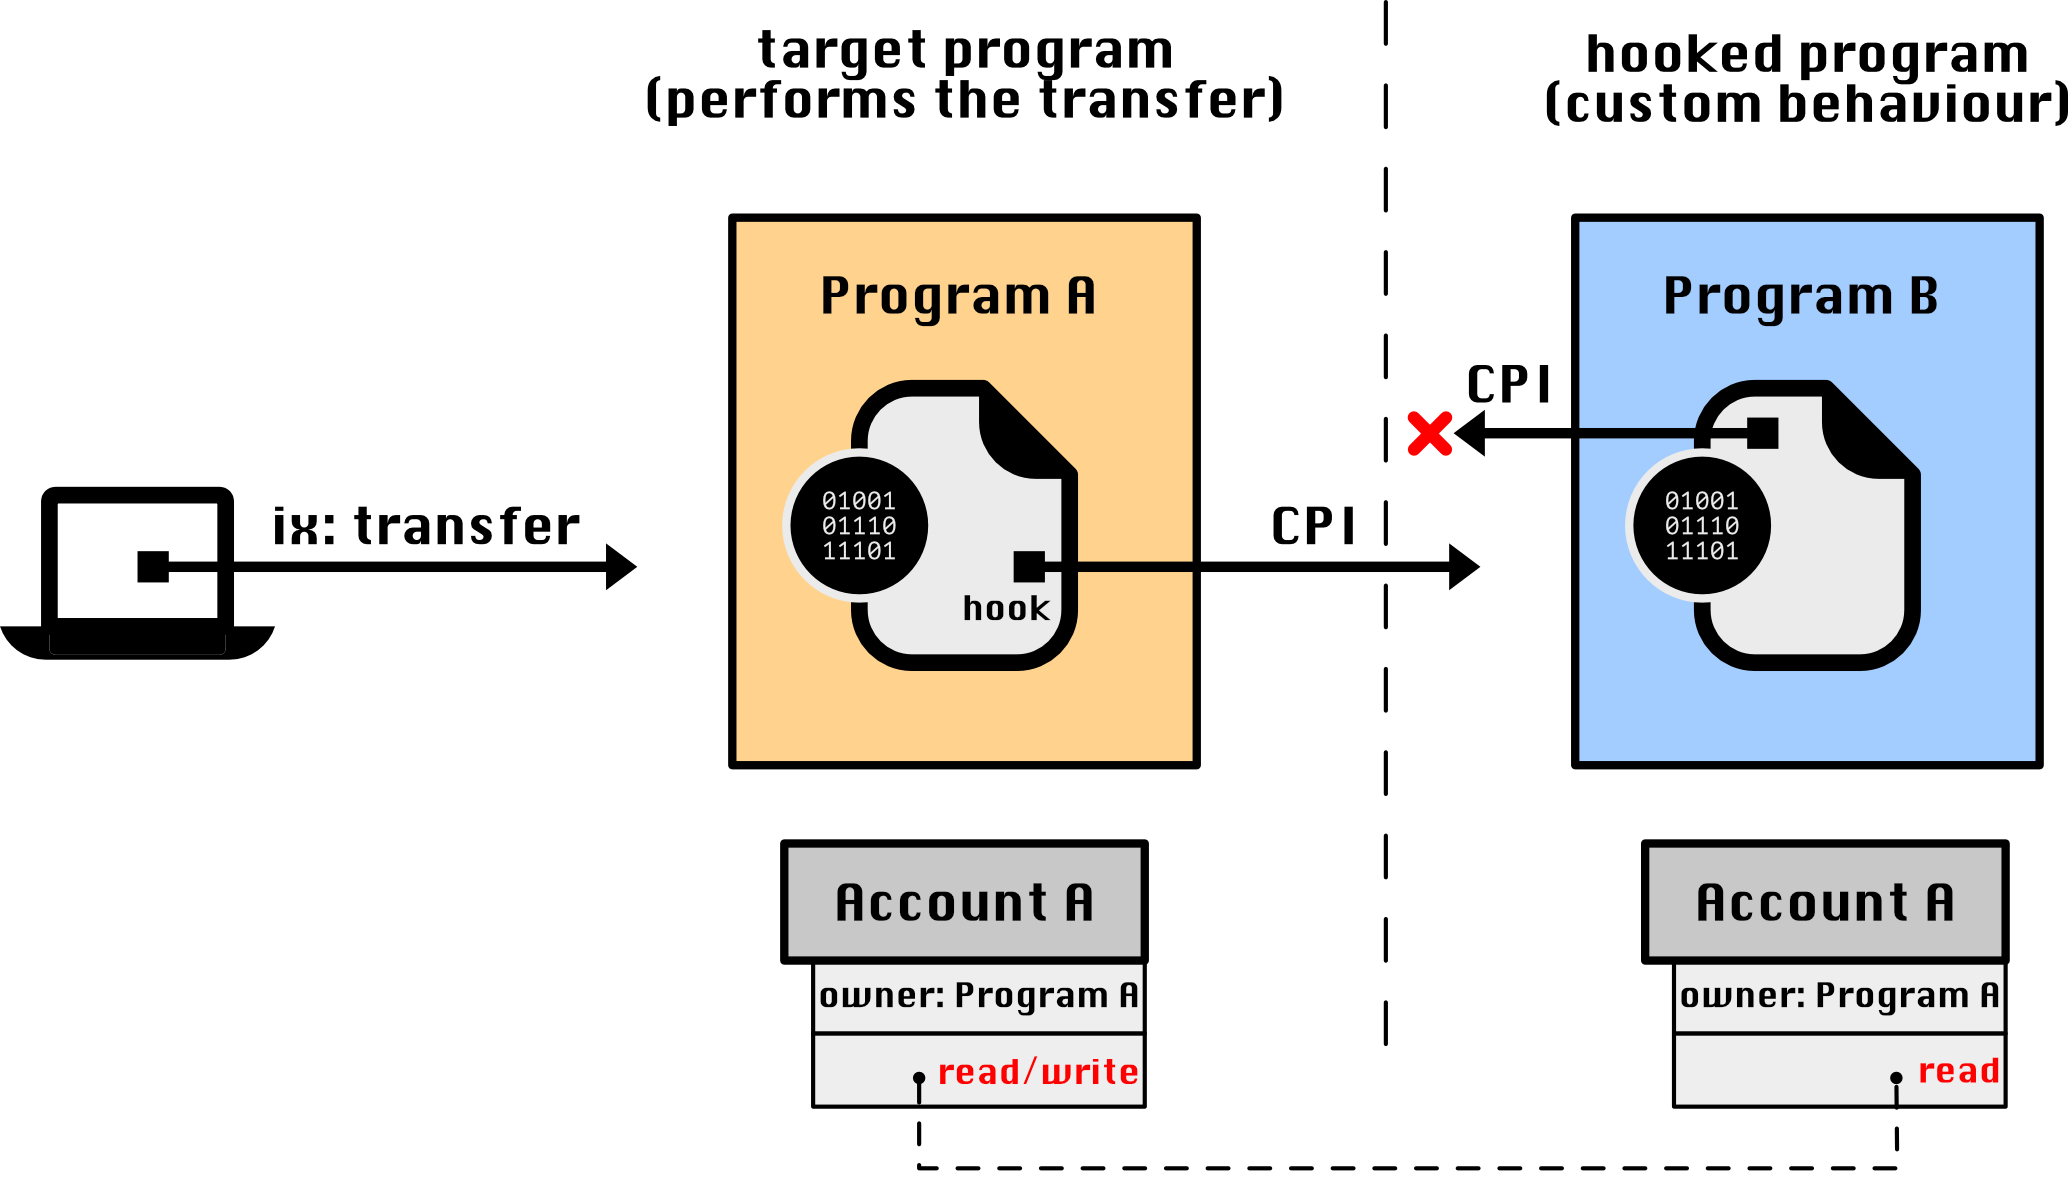 target program
(performs the transfer)
hooked program
(custom behaviour)
Program A
Program B
CPI
ix: transfer
01001
01110
11101
hook
CPI
01001
01110
11101
Account A
owner: Program A
read/write
Account A
owner: Program A
read